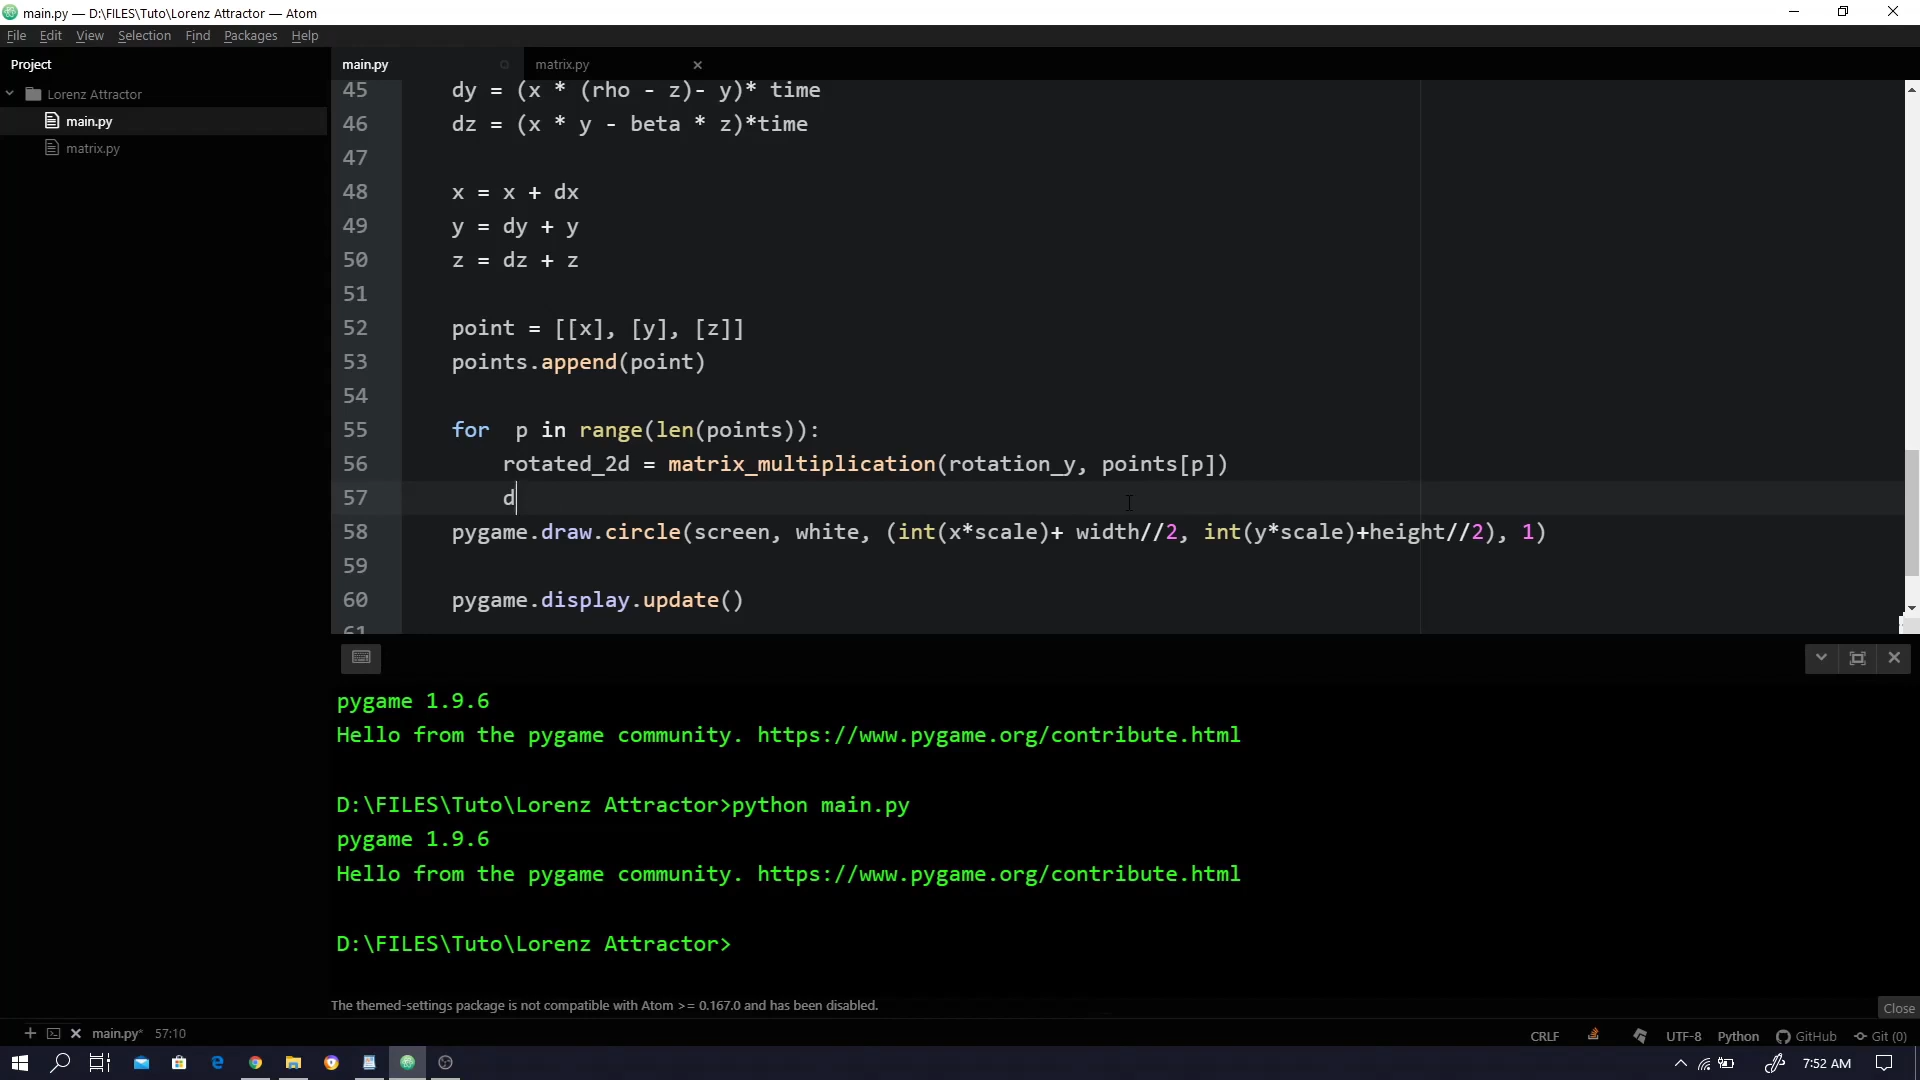 main.py — D:\FILES\Tuto\Lorenz Attractor — Atom
File Edit View Selection Find Packages Help
Project
Lorenz Attractor
main.py
matrix.py
main.py matrix.py
45 dy = (x * (rho - z)- y)* time
46 dz = (x * y - beta * z)*time
47
48 x = x + dx
49 y = dy + y
50 z = dz + z
51
52 point = [[x], [y], [z]]
53 points.append(point)
54
55 for  p in range(len(points)):
56 rotated_2d = matrix_multiplication(rotation_y, points[p])
57 d
58 pygame.draw.circle(screen, white, (int(x*scale)+ width//2, int(y*scale)+height//2), 1)
59
60 pygame.display.update()
61
pygame 1.9.6
Hello from the pygame community. https://www.pygame.org/contribute.html
D:\FILES\Tuto\Lorenz Attractor>python main.py
pygame 1.9.6
Hello from the pygame community. https://www.pygame.org/contribute.html
D:\FILES\Tuto\Lorenz Attractor>
The themed-settings package is not compatible with Atom >= 0.167.0 and has been disabled.
Close
main.py* 57:10 CRLF UTF-8 Python GitHub Git (0)
7:52 AM